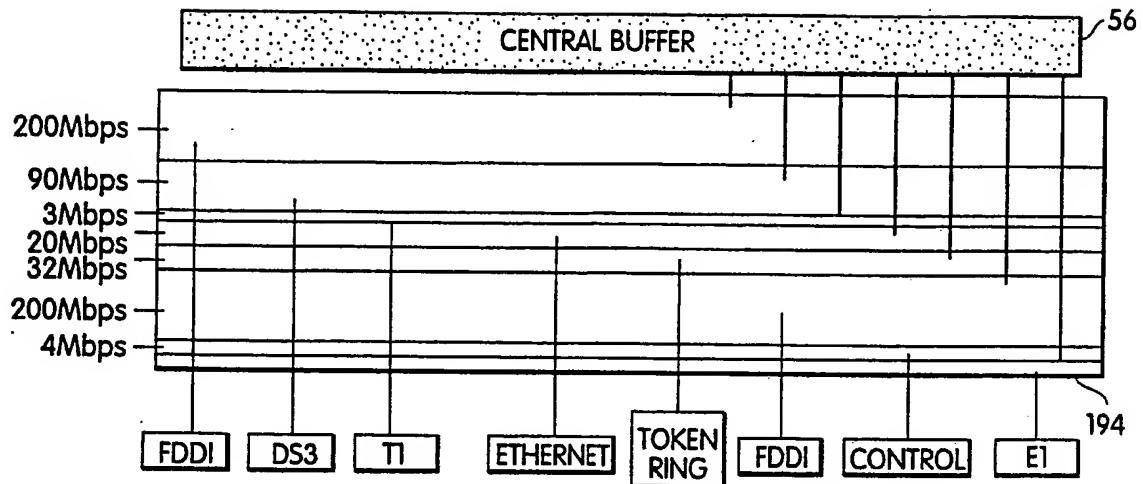 CENTRAL BUFFER
56
200Mbps
90Mbps
3Mbps
20Mbps
32Mbps
200Mbps
4Mbps
194
FDDI
DS3
T1
ETHERNET
TOKEN
RING
FDDI
CONTROL
E1